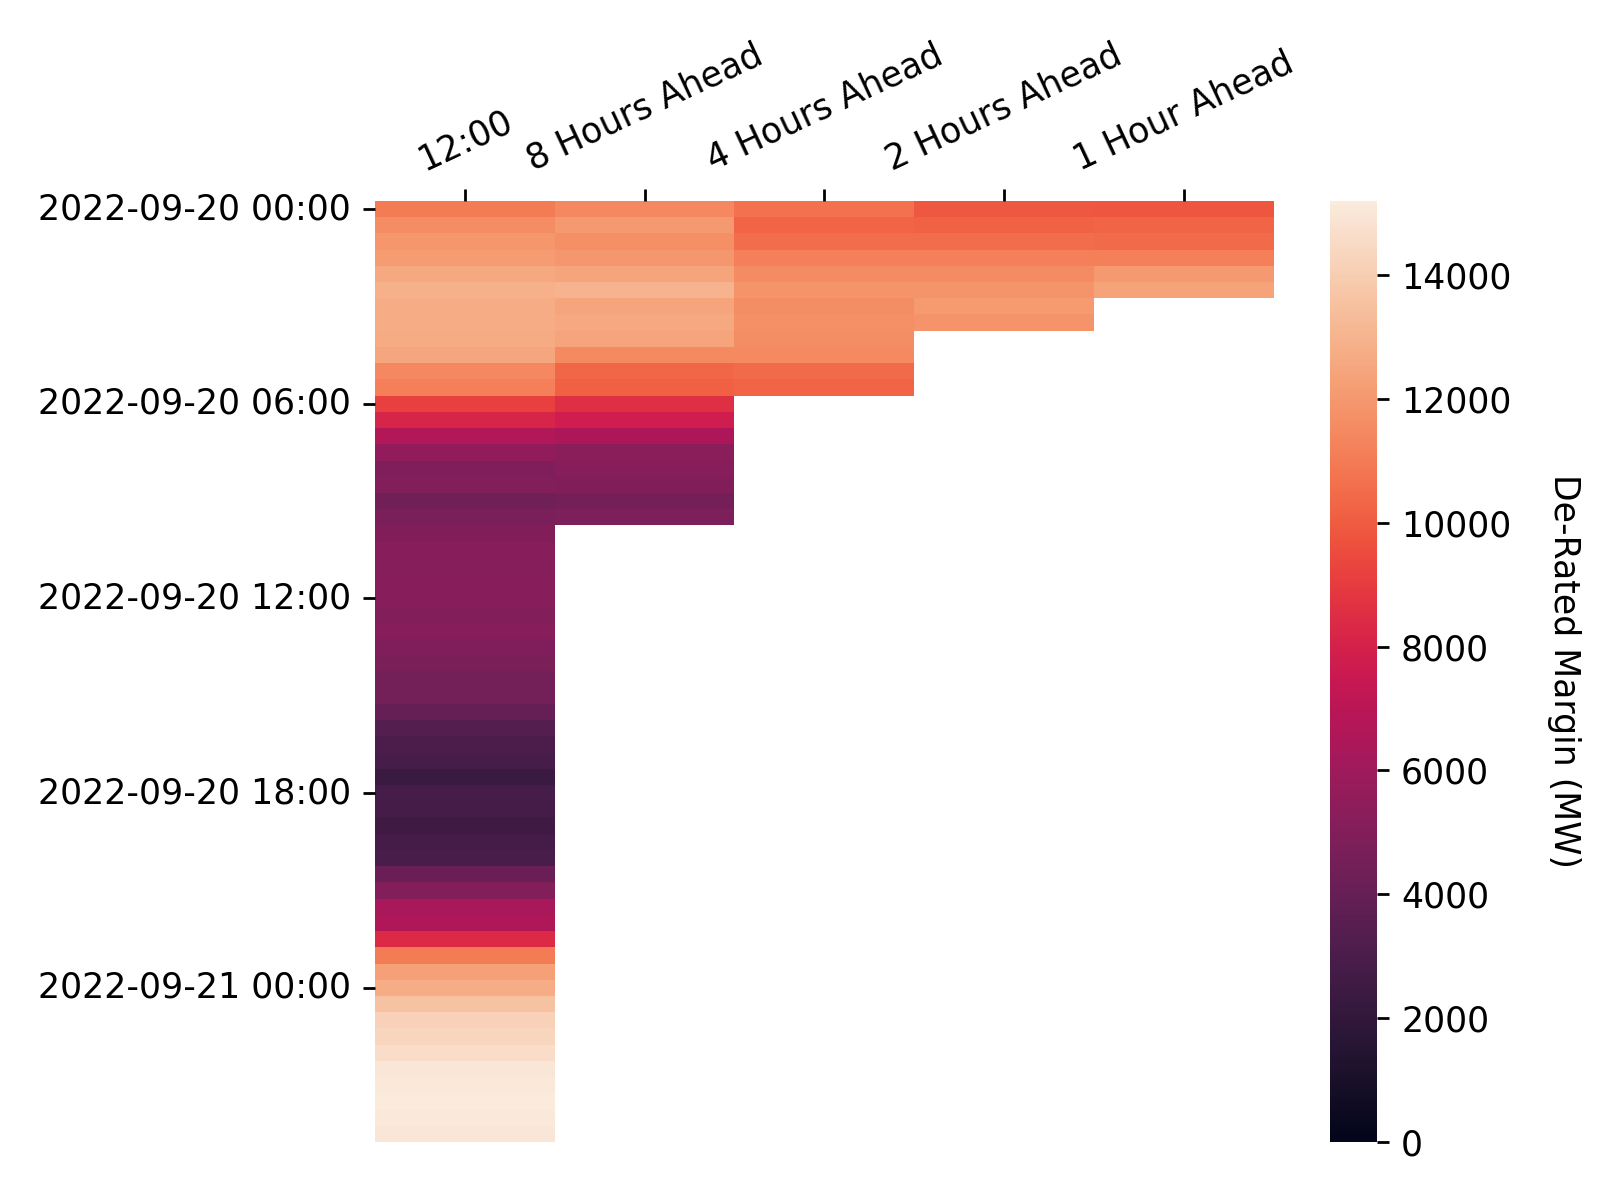 12:00
8 Hours Ahead
4 Hours Ahead
2 Hours Ahead
1 Hour Ahead
2022-09-20 00:00
2022-09-20 06:00
2022-09-20 12:00
2022-09-20 18:00
2022-09-21 00:00
14000
12000
10000
8000
6000
4000
2000
0
De-Rated Margin (MW)